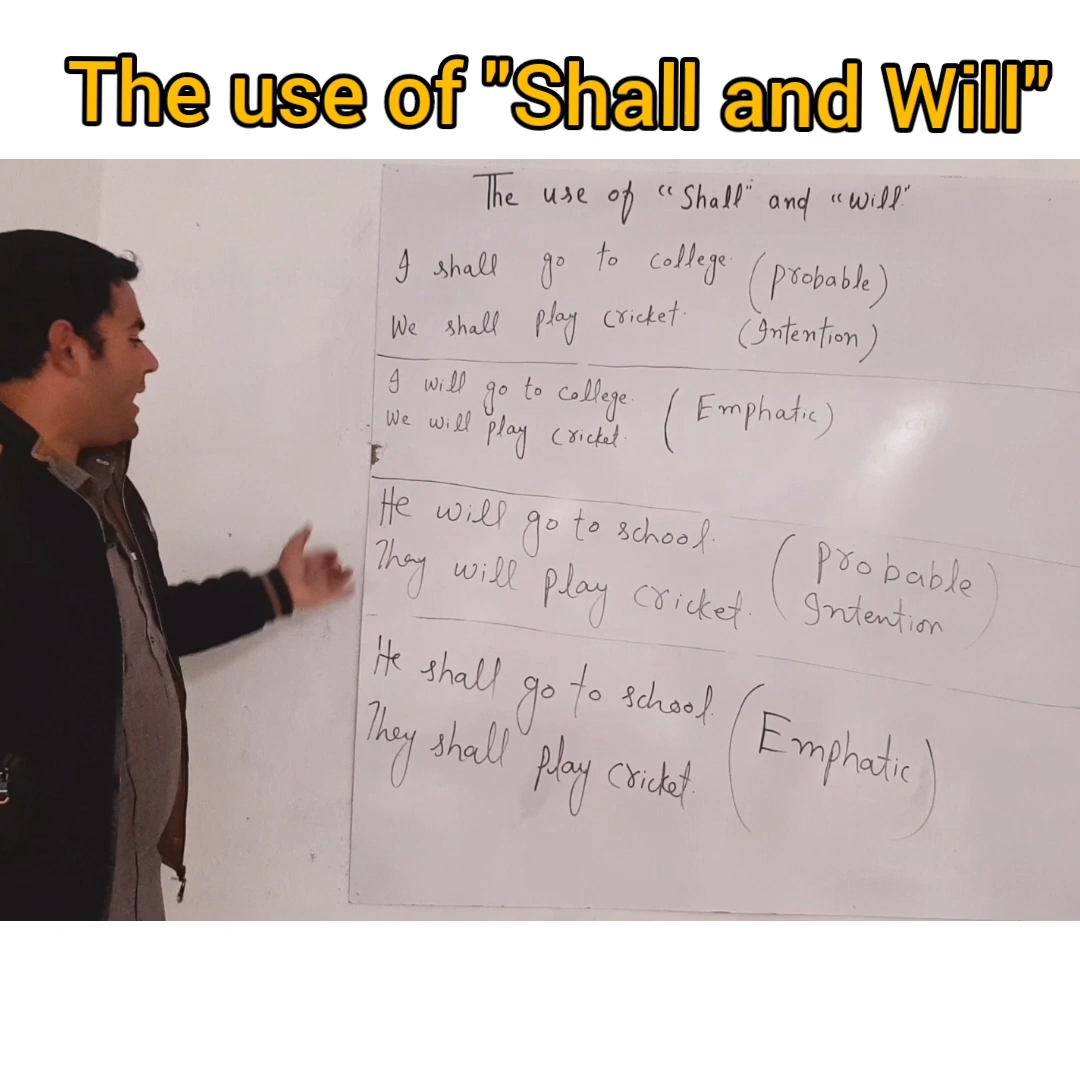 The use of "Shall and Will"
The use of "Shall" and "Will"
I shall go to college. (Probable)
We shall play cricket. (Intention)
I will go to college.
We will play cricket. (Emphatic)
He will go to school. (Probable
They will play cricket. Intention)
He shall go to school.
They shall play cricket. (Emphatic)